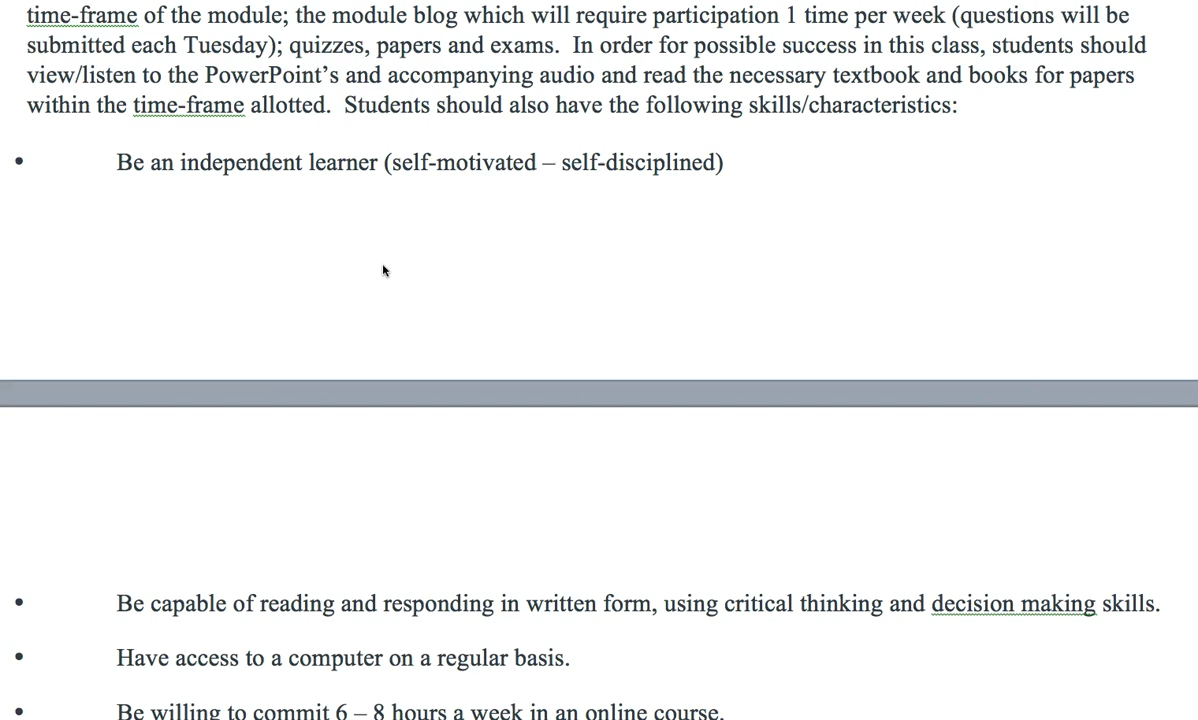 time-frame of the module; the module blog which will require participation 1 time per week (questions will be
submitted each Tuesday); quizzes, papers and exams.  In order for possible success in this class, students should
view/listen to the PowerPoint’s and accompanying audio and read the necessary textbook and books for papers
within the time-frame allotted.  Students should also have the following skills/characteristics:
• Be an independent learner (self-motivated – self-disciplined)
• Be capable of reading and responding in written form, using critical thinking and decision making skills.
• Have access to a computer on a regular basis.
• Be willing to commit 6 – 8 hours a week in an online course.